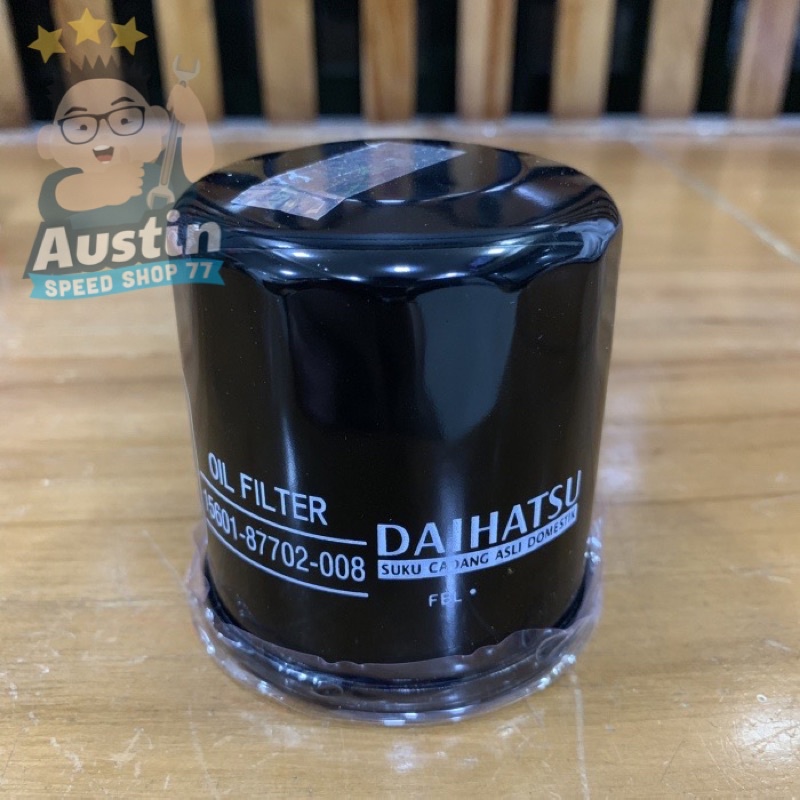 Austin
SPEED SHOP 77
OIL FILTER
15601-87702-008
DAIHATSU
SUKU CADANG ASLI DOMESTIK
FEL